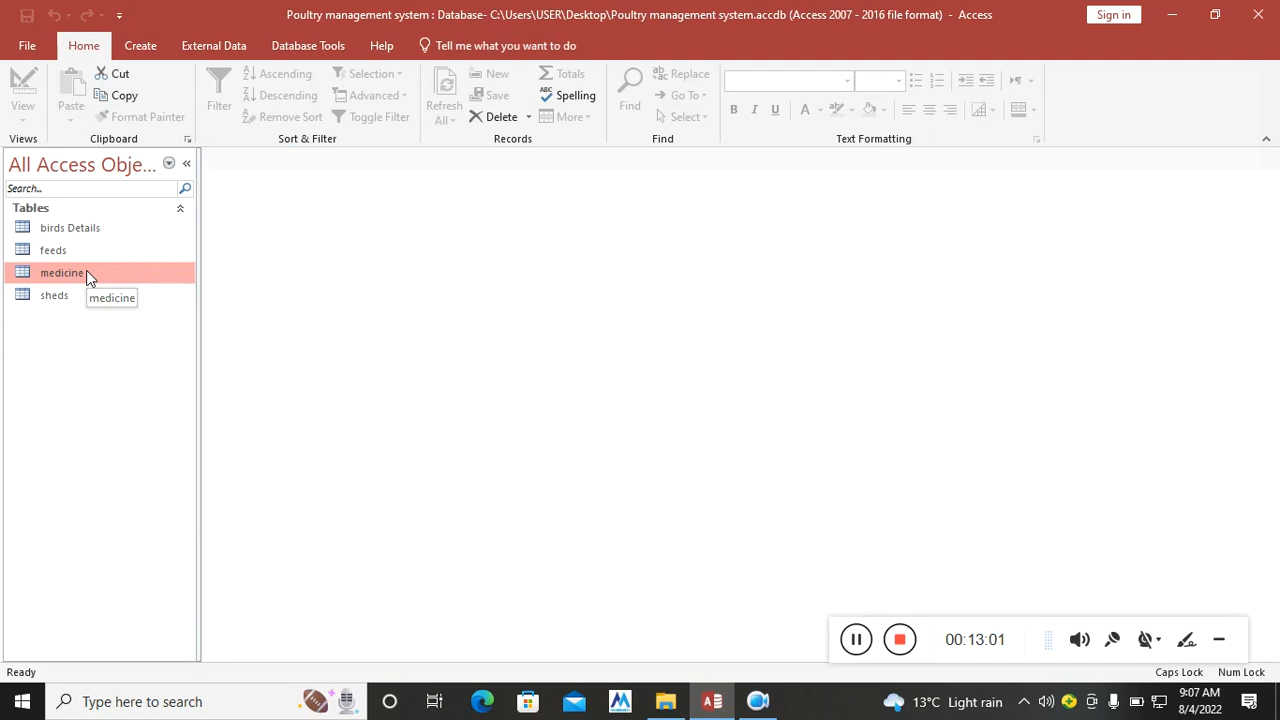 Poultry management system : Database- C:\Users\USER\Desktop\Poultry management system.accdb (Access 2007 - 2016 file format) - Access
Sign in
File
Home
Create
External Data
Database Tools
Help
Tell me what you want to do
View
Paste
Cut
Copy
Format Painter
Filter
Ascending
Descending
Remove Sort
Selection
Advanced
Toggle Filter
Refresh
All
New
Save
Delete
Totals
Spelling
More
Find
Replace
Go To
Select
B I U
A
Views
Clipboard
Sort & Filter
Records
Find
Text Formatting
All Access Obje...
Search...
Tables
birds Details
feeds
medicine
sheds
medicine
00:13:01
Ready
Caps Lock
Num Lock
Type here to search
13°C Light rain
9:07 AM
8/4/2022